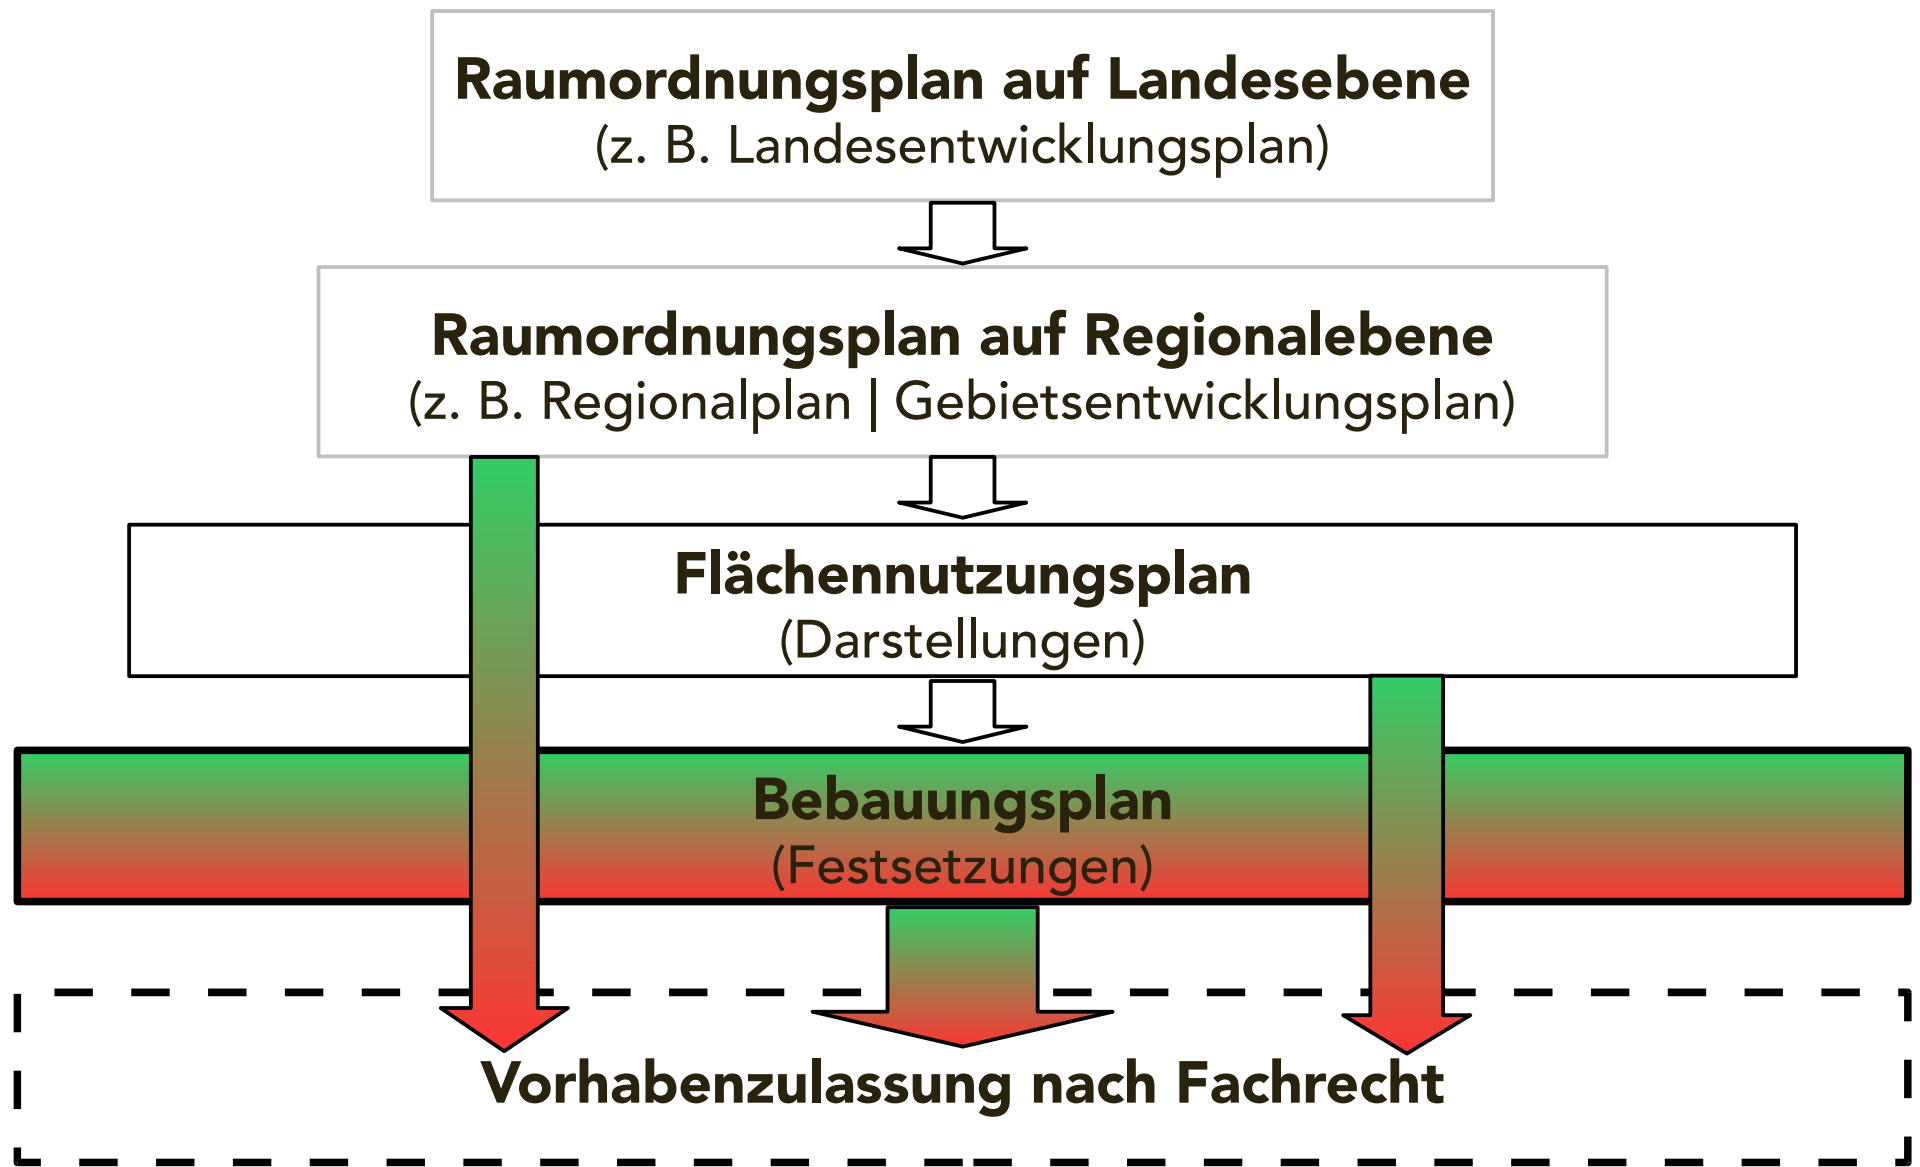 Raumordnungsplan auf Landesebene
(z. B. Landesentwicklungsplan)
Raumordnungsplan auf Regionalebene
(z. B. Regionalplan | Gebietsentwicklungsplan)
Flächennutzungsplan
(Darstellungen)
Bebauungsplan
(Festsetzungen)
Vorhabenzulassung nach Fachrecht